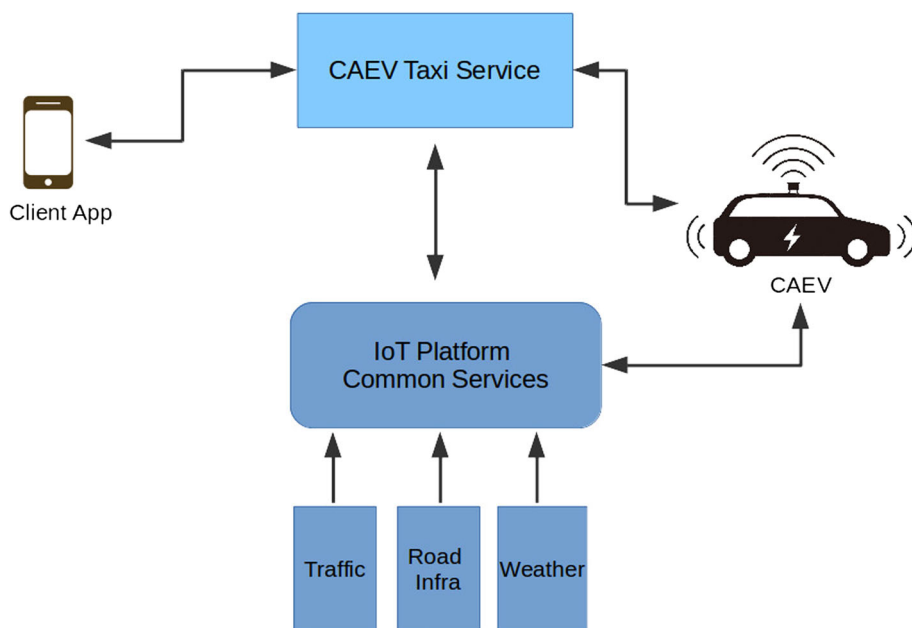 CAEV Taxi Service
Client App
CAEV
IoT Platform
Common Services
Traffic
Road
Infra
Weather